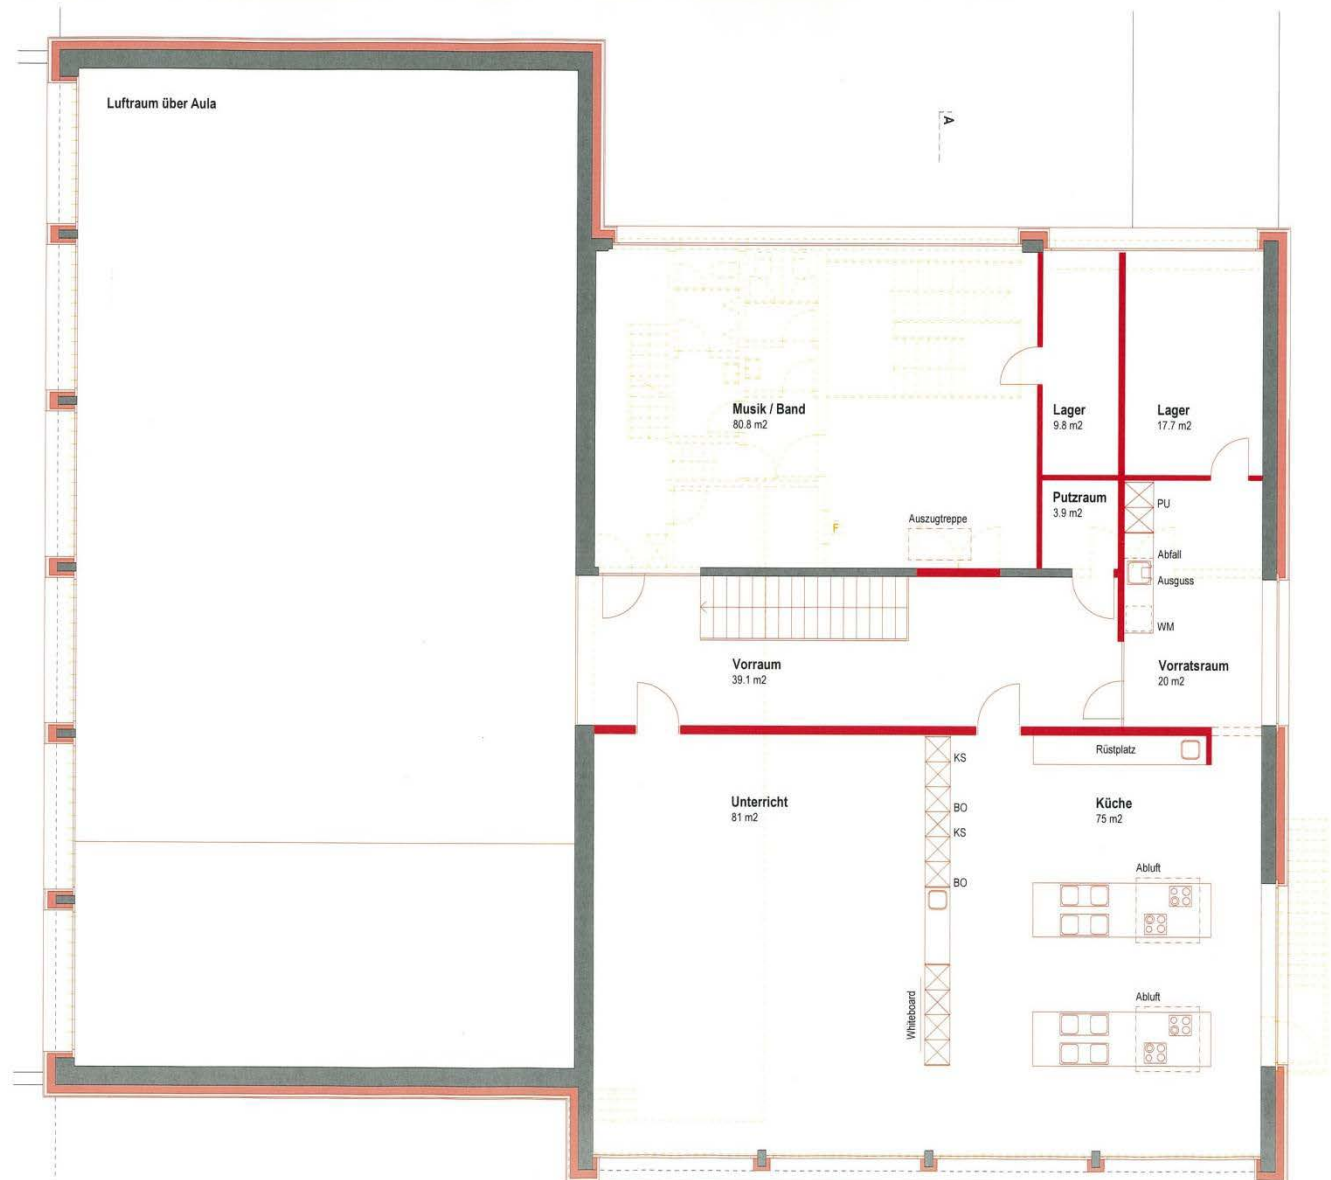 Luftraum über Aula
A
Musik / Band
80.8 m2
Lager
9.8 m2
Lager
17.7 m2
Putzraum
3.9 m2
PU
Auszugtreppe
F
Abfall
Ausguss
WM
Vorraum
39.1 m2
Vorratsraum
20 m2
Rüstplatz
KS
Unterricht
81 m2
BO
Küche
75 m2
KS
Abluft
BO
Whiteboard
Abluft